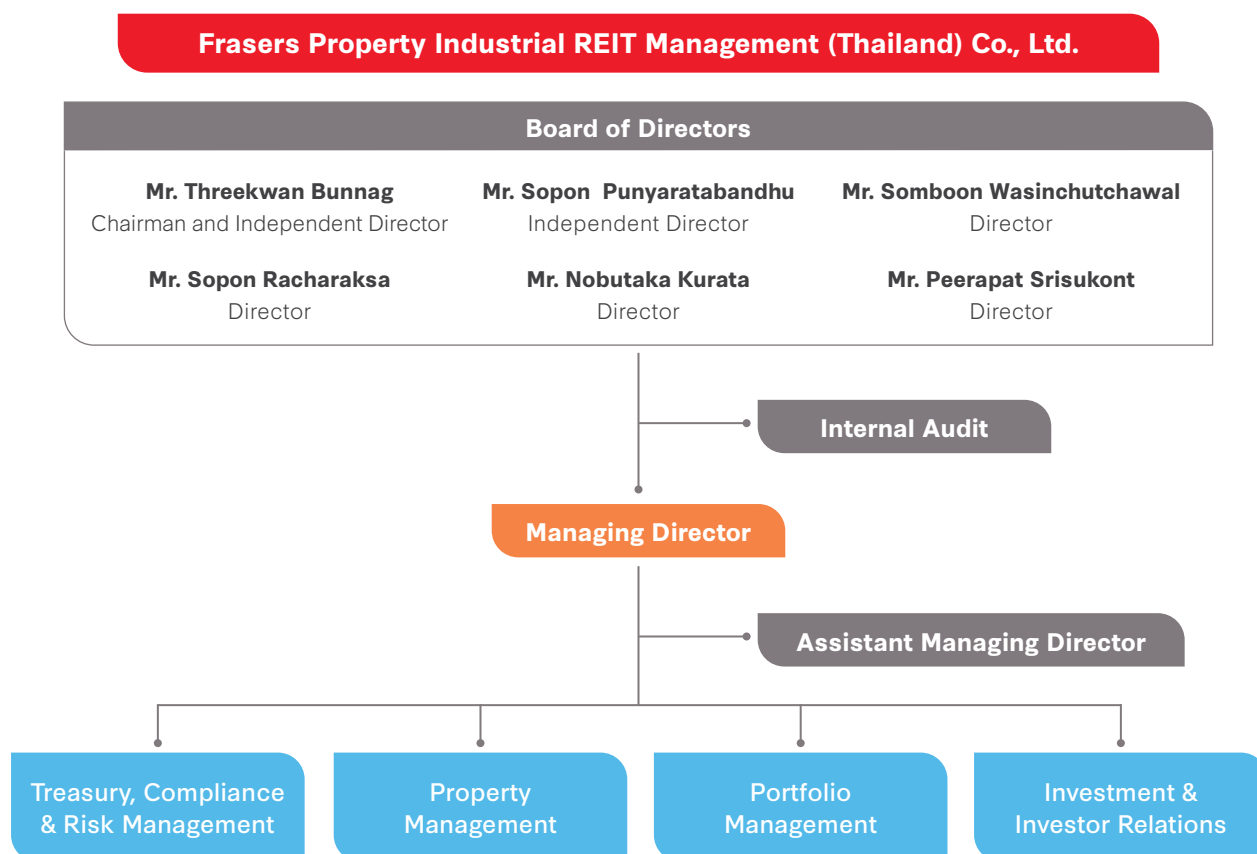 Frasers Property Industrial REIT Management (Thailand) Co., Ltd.
Board of Directors
Mr. Threekwan Bunnag
Chairman and Independent Director
Mr. Sopon Punyaratabandhu
Independent Director
Mr. Somboon Wasinchutchawal
Director
Mr. Sopon Racharaksa
Director
Mr. Nobutaka Kurata
Director
Mr. Peerapat Srisukont
Director
Internal Audit
Managing Director
Assistant Managing Director
Treasury, Compliance
& Risk Management
Property
Management
Portfolio
Management
Investment &
Investor Relations